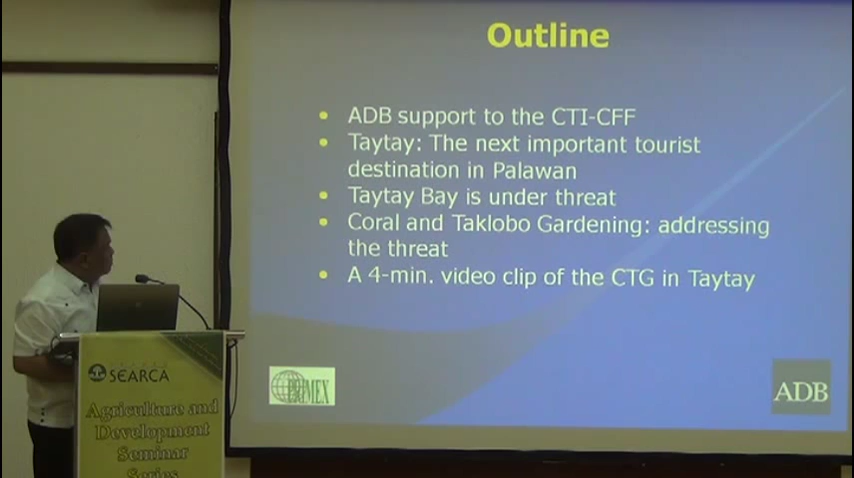 Outline
• ADB support to the CTI-CFF
• Taytay: The next important tourist
destination in Palawan
• Taytay Bay is under threat
• Coral and Taklobo Gardening: addressing
the threat
• A 4-min. video clip of the CTG in Taytay
PRIMEX
ADB
SEARCA
Agriculture and
Development
Seminar
Series